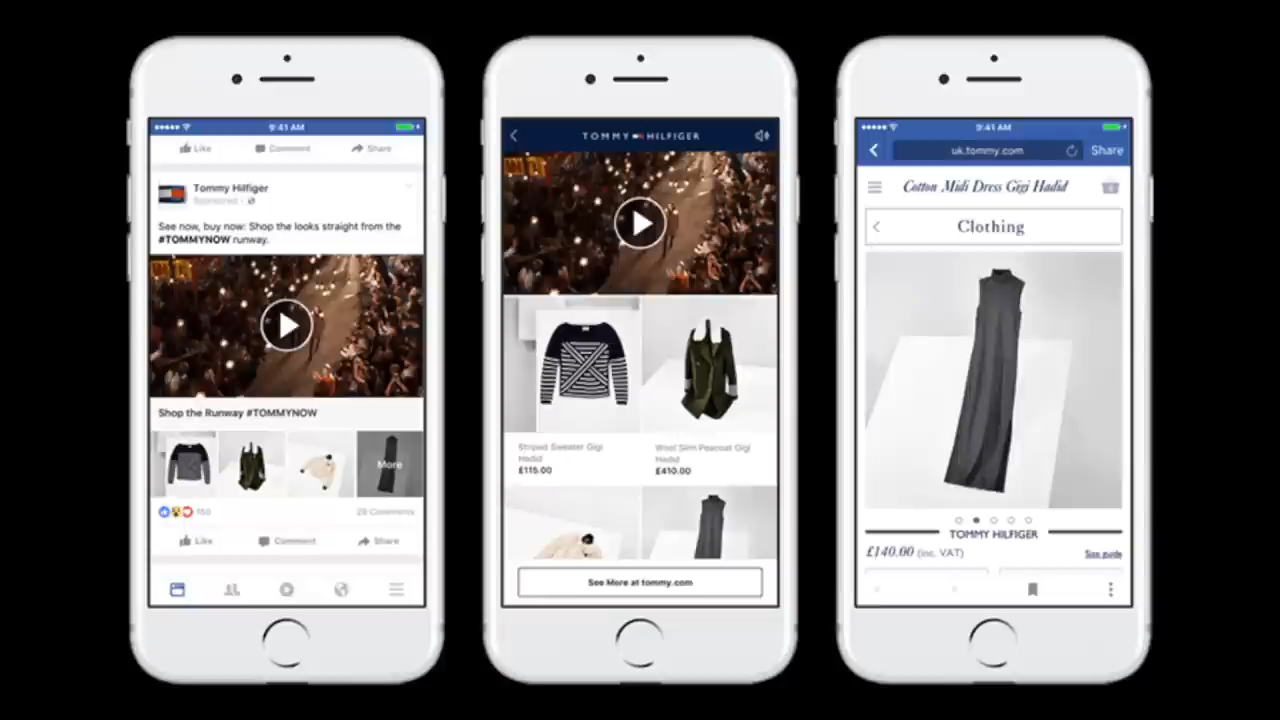 9:41 AM
Like Comment Share
Tommy Hilfiger
Sponsored
See now, buy now: Shop the looks straight from the
#TOMMYNOW runway.
Shop the Runway #TOMMYNOW
More
150 28 Comments
Like Comment Share
TOMMY HILFIGER
Striped Sweater Gigi
Hadid
£115.00
Wool Slim Peacoat Gigi
Hadid
£410.00
See More at tommy.com
9:41 AM
uk.tommy.com Share
Cotton Midi Dress Gigi Hadid
Clothing
TOMMY HILFIGER
£140.00 (inc. VAT) Size guide